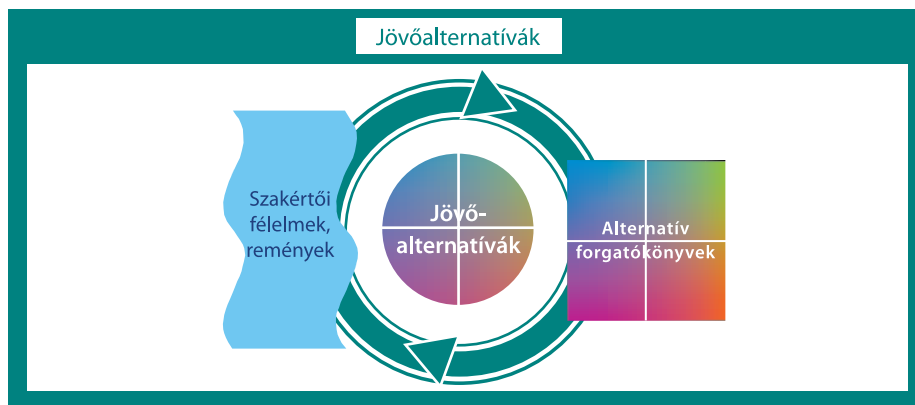 Jövőalternatívák
Szakértői
félelmek,
remények
Jövő-
alternatívák
Alternatív
forgatókönyvek